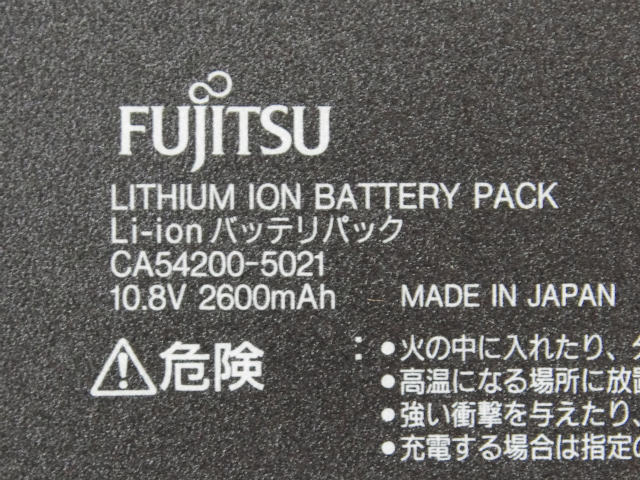 FUJITSU
LITHIUM ION BATTERY PACK
Li-ion バッテリパック
CA54200-5021
10.8V 2600mAh MADE IN JAPAN
⚠危険 : ●火の中に入れたり、
●高温になる場所に放置
●強い衝撃を与えたり、
●充電する場合は指定の